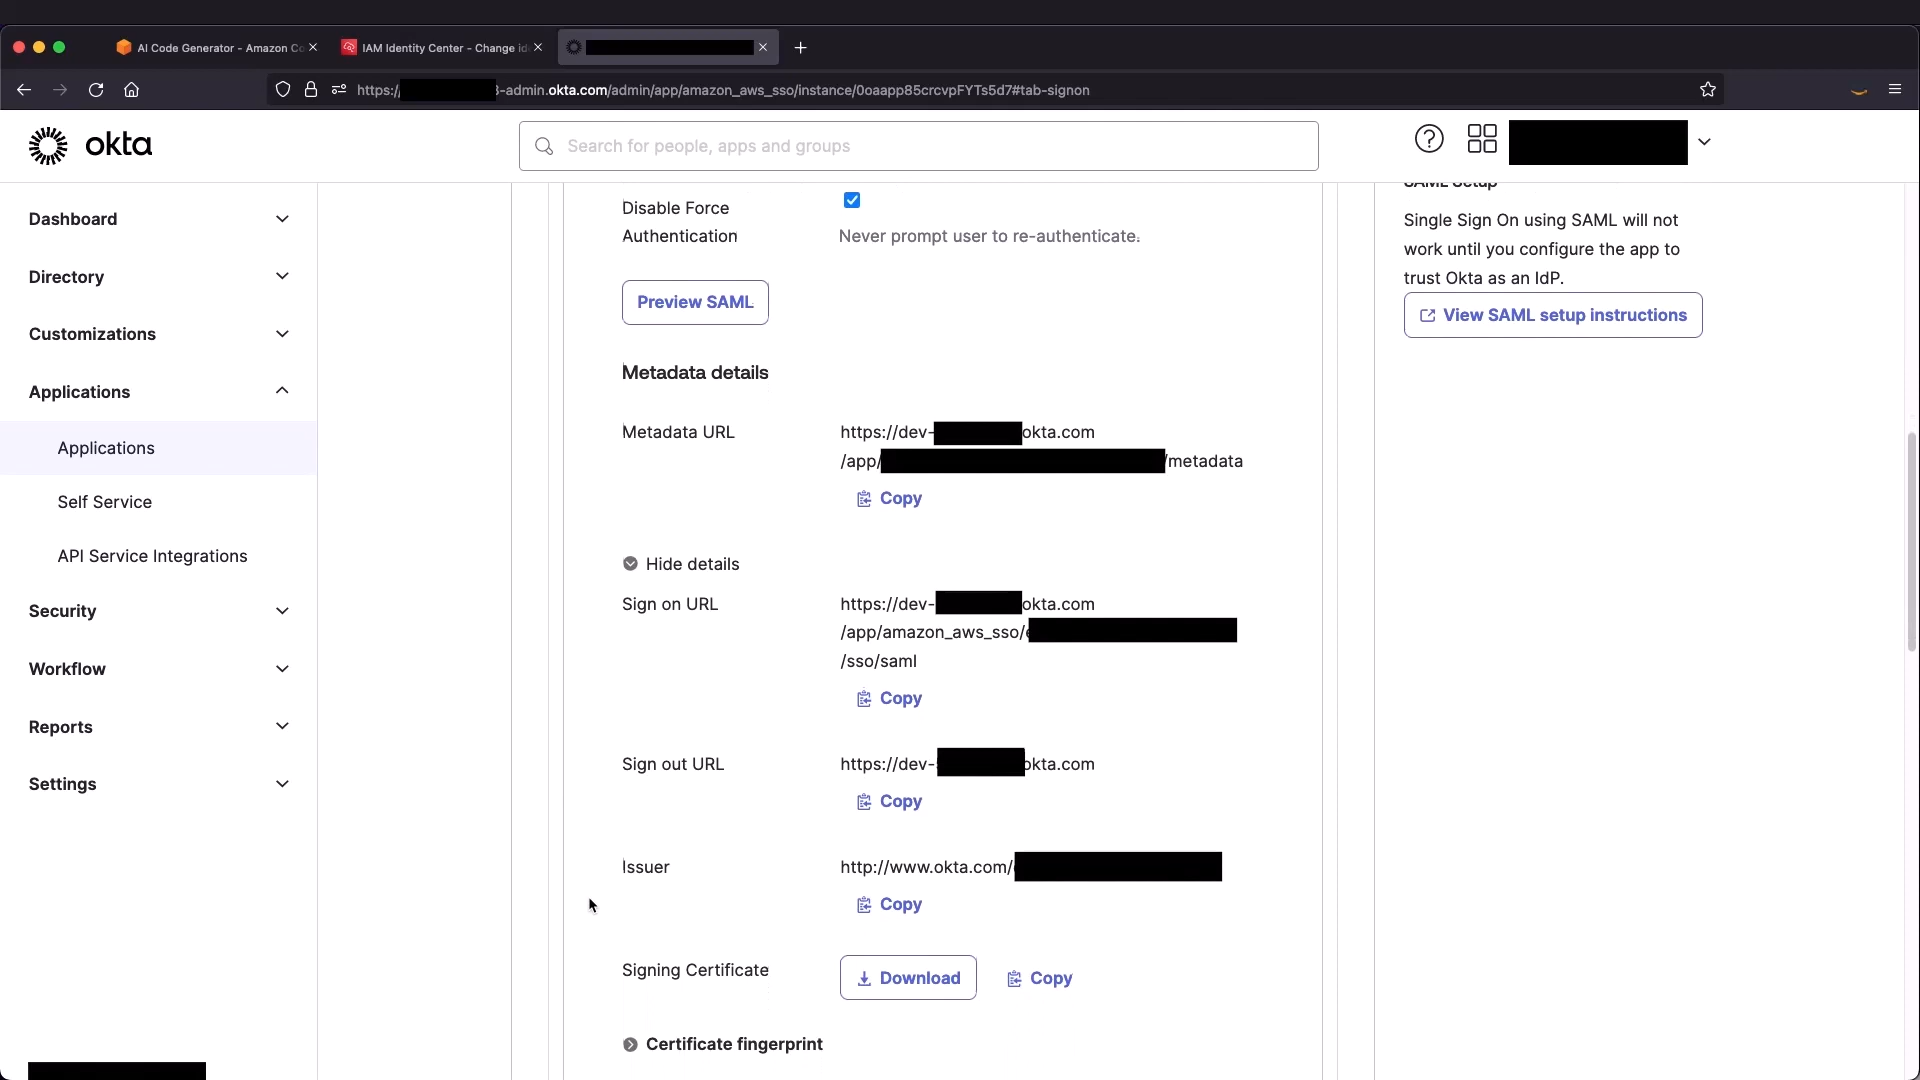 AI Code Generator - Amazon Co
IAM Identity Center - Change id
https:/ -admin.okta.com/admin/app/amazon_aws_sso/instance/0oaapp85crcvpFYTs5d7#tab-signon
okta
Search for people, apps and groups
Dashboard
Directory
Customizations
Applications
Applications
Self Service
API Service Integrations
Security
Workflow
Reports
Settings
Disable Force
Authentication
Never prompt user to re-authenticate.
Preview SAML
Metadata details
Metadata URL
https://dev- okta.com
/app/ /metadata
Copy
Hide details
Sign on URL
https://dev- okta.com
/app/amazon_aws_sso/
/sso/saml
Copy
Sign out URL
https://dev- okta.com
Copy
Issuer
http://www.okta.com/
Copy
Signing Certificate
Download
Copy
Certificate fingerprint
SAML Setup
Single Sign On using SAML will not
work until you configure the app to
trust Okta as an IdP.
View SAML setup instructions